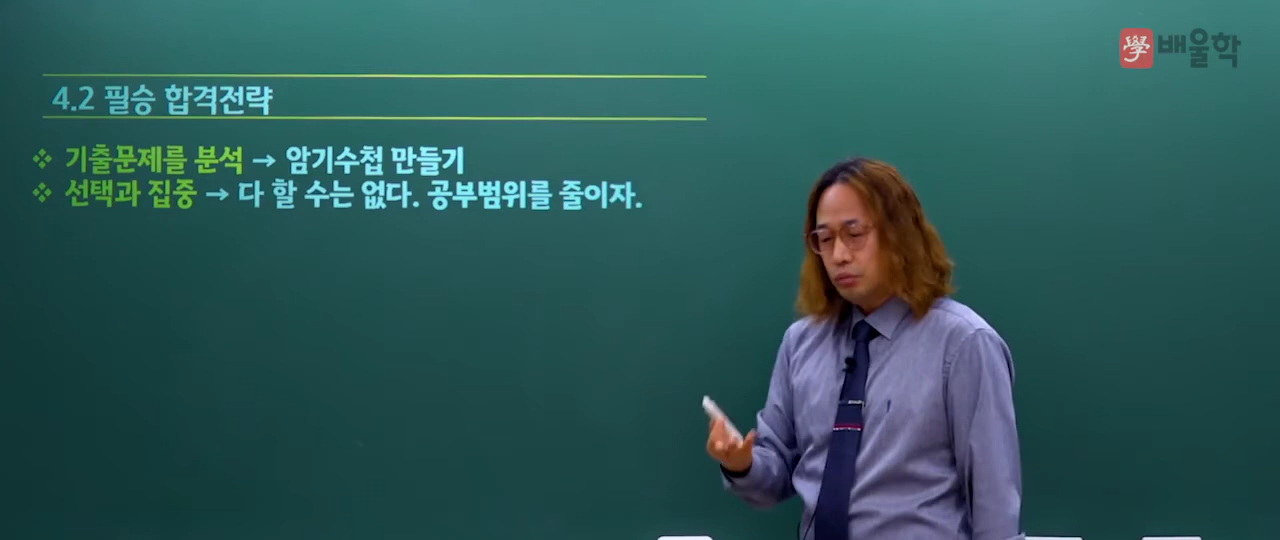 學 배울학
4.2 필승 합격전략
❖ 기출문제를 분석 → 암기수첩 만들기
❖ 선택과 집중 → 다 할 수는 없다. 공부범위를 줄이자.